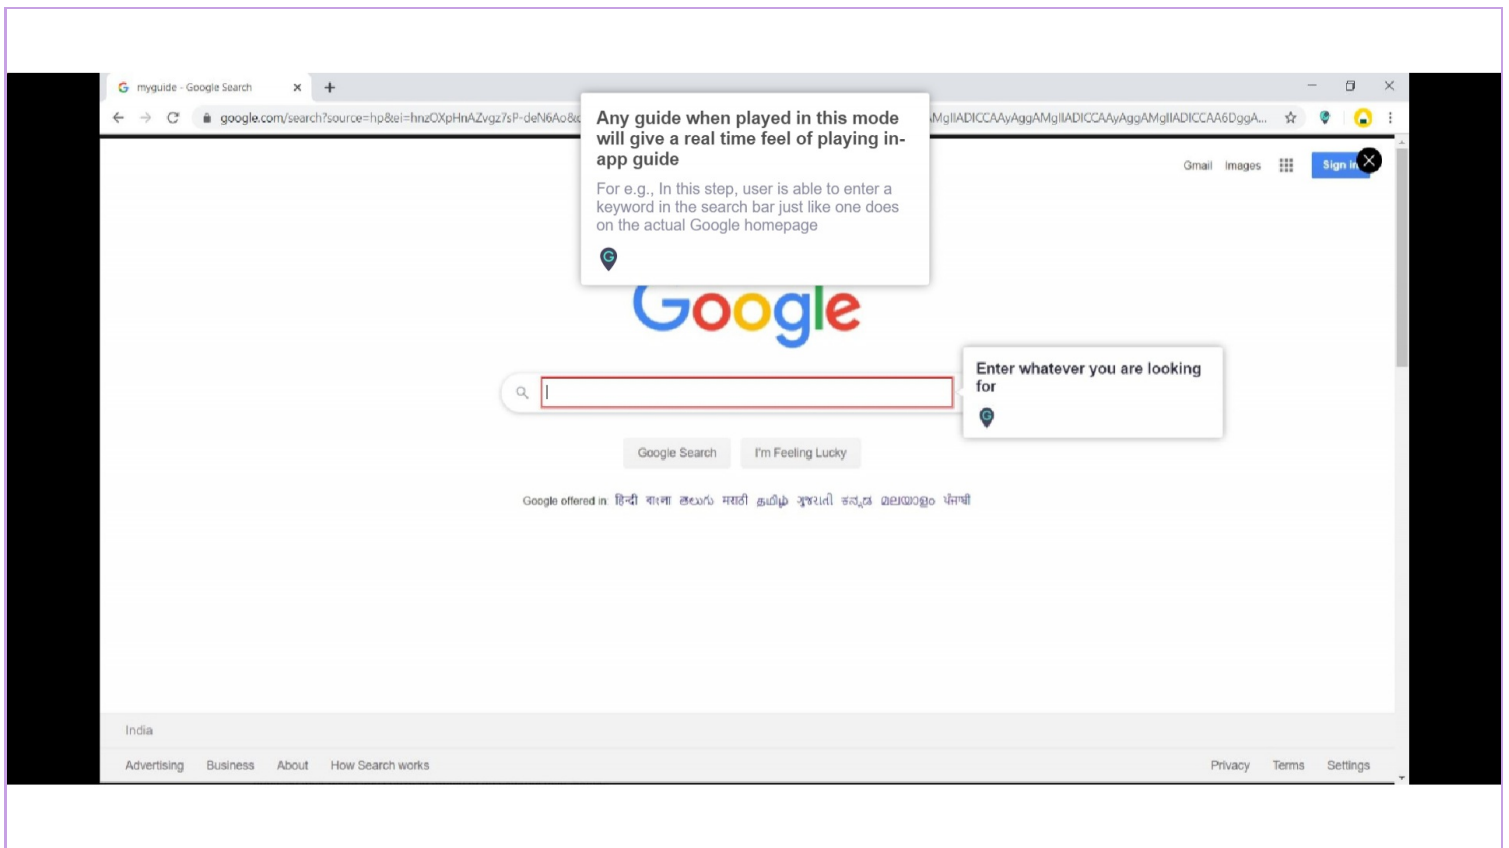 myguide - Google Search
google.com/search?source=hp&ei=hnzOXpHnAZvgz7sP-deN6Ao&
MgIIADICCAAyAggAMgIIADICCAAyAggAMgIIADICCAA6DggA...
Any guide when played in this mode
will give a real time feel of playing in-
app guide
For e.g., In this step, user is able to enter a
keyword in the search bar just like one does
on the actual Google homepage
Gmail Images
Sign in
Google
Enter whatever you are looking
for
Google Search I'm Feeling Lucky
Google offered in: हिन्दी বাংলা తెలుగు मराठी தமிழ் ગુજરાતી ಕನ್ನಡ മലയാളം ਪੰਜਾਬੀ
India
Advertising Business About How Search works
Privacy Terms Settings